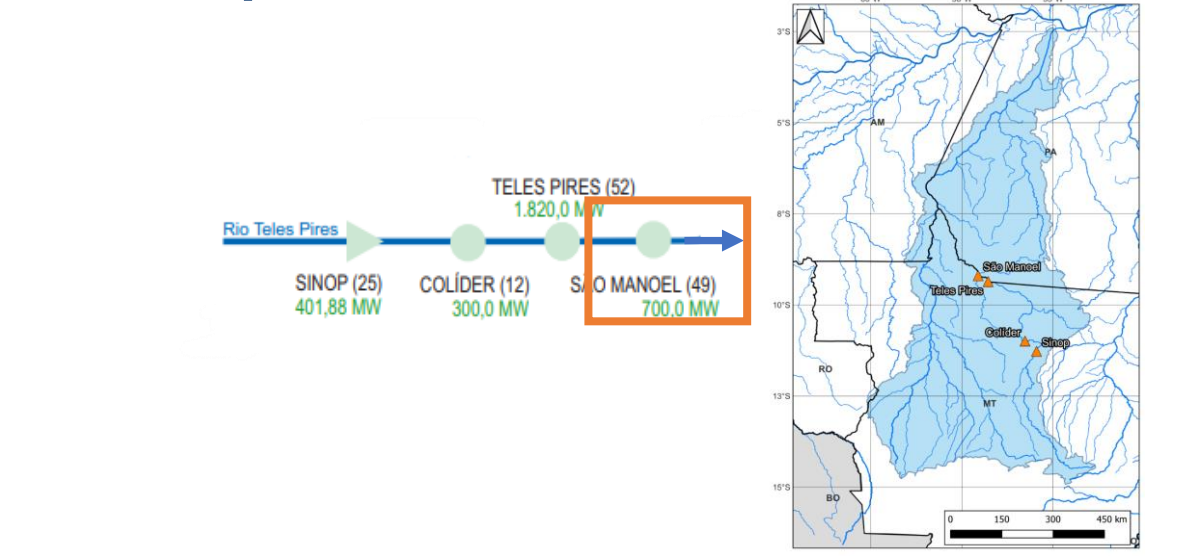 TELES PIRES (52)
1.820,0 MW
Rio Teles Pires
SINOP (25)
401,88 MW
COLÍDER (12)
300,0 MW
SÃO MANOEL (49)
700,0 MW
3°S
5°S
8°S
10°S
13°S
15°S
AM
PA
São Manoel
Teles Pires
Colíder
Sinop
RO
MT
BO
0 150 300 450 km